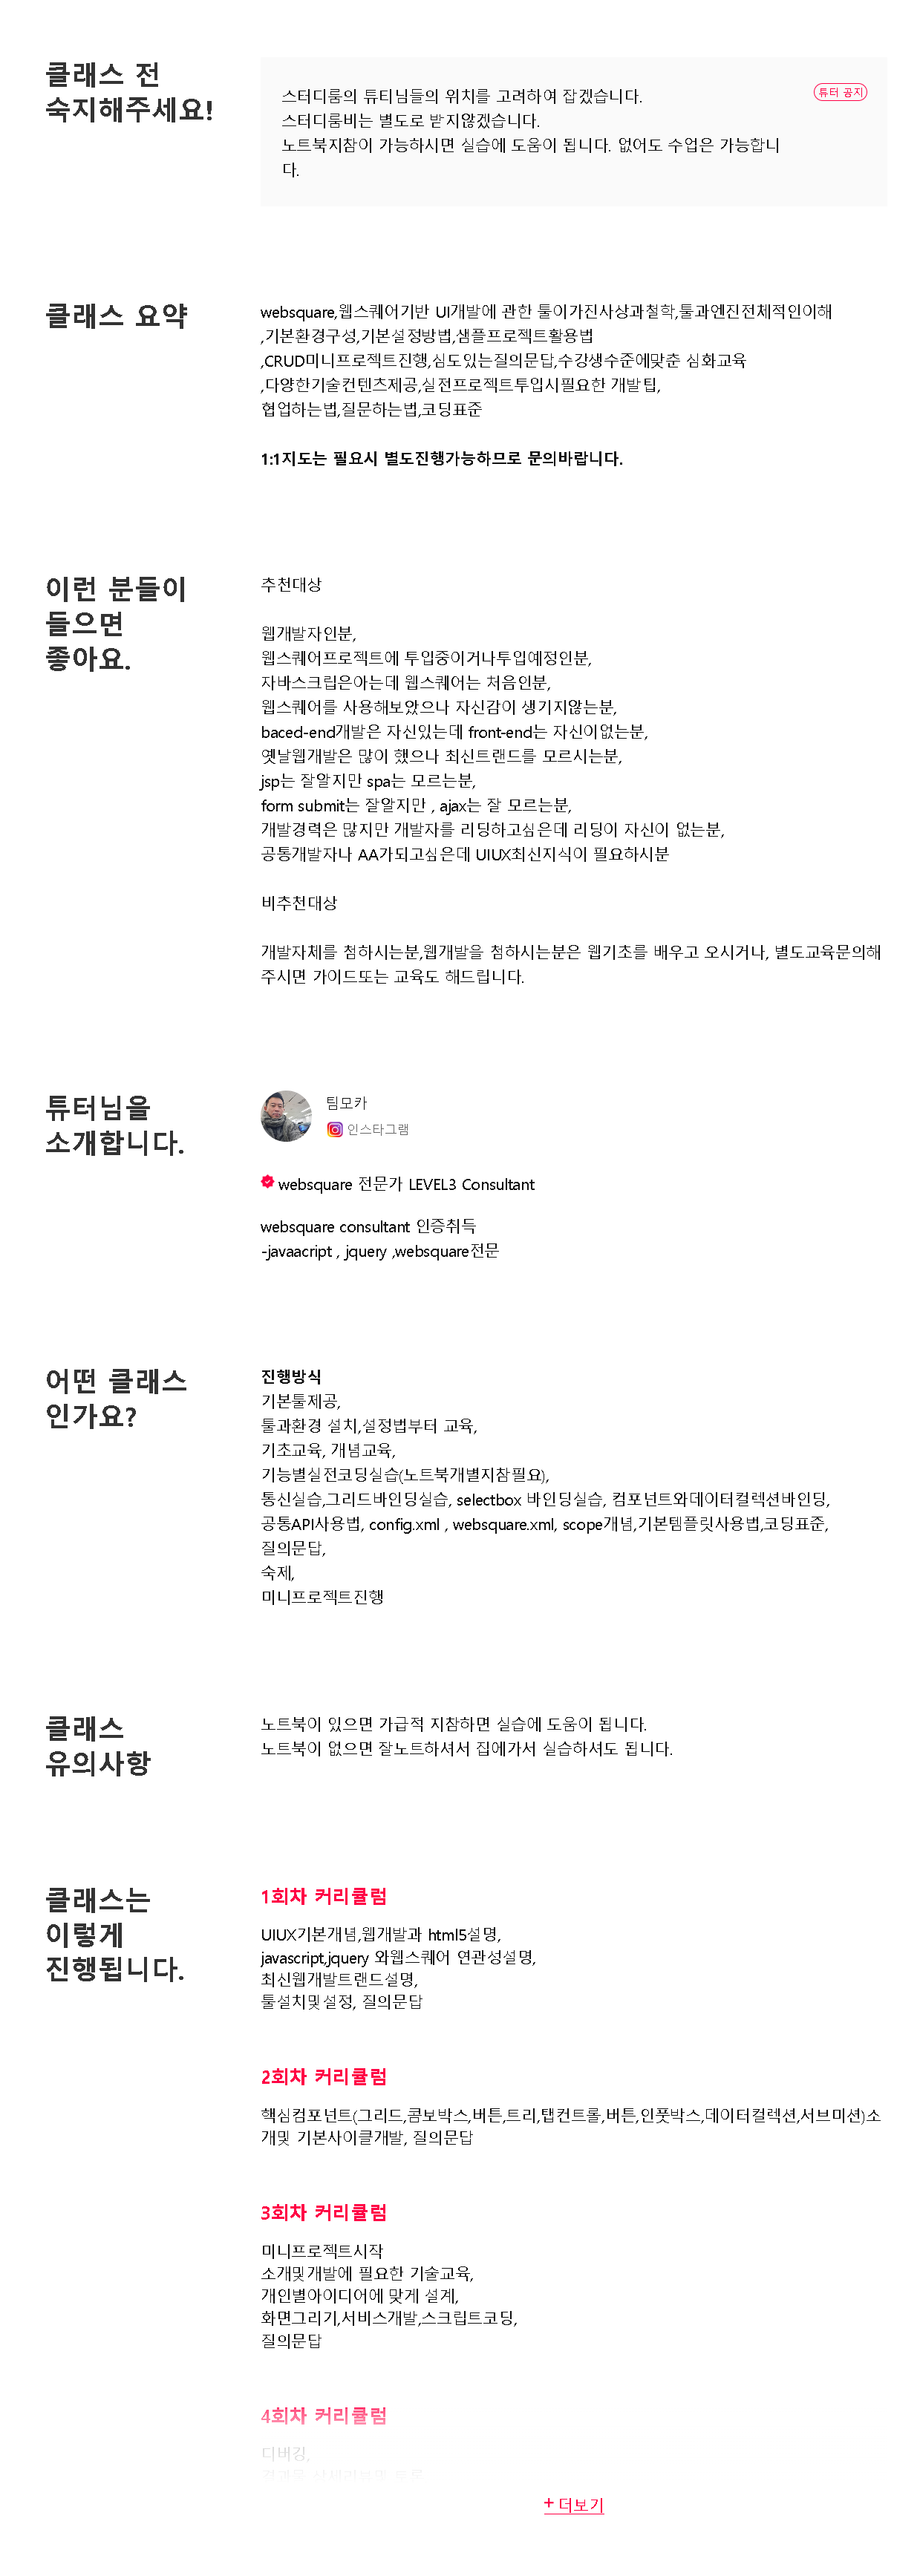 클래스 전
숙지해주세요!
스터디룸의 튜티님들의 위치를 고려하여 잡겠습니다.
튜터 공지
스터디룸비는 별도로 받지않겠습니다.
노트북지참이 가능하시면 실습에 도움이 됩니다. 없어도 수업은 가능합니
다.
클래스 요약
websquare,웹스퀘어기반 UI개발에 관한 툴이가진사상과철학,툴과엔진전체적인이해
,기본환경구성,기본설정방법,샘플프로젝트활용법
,CRUD미니프로젝트진행,심도있는질의문답,수강생수준에맞춘 심화교육
,다양한기술컨텐츠제공,실전프로젝트투입시필요한 개발팁,
협업하는법,질문하는법,코딩표준
1:1지도는 필요시 별도진행가능하므로 문의바랍니다.
이런 분들이
들으면
좋아요.
추천대상
웹개발자인분,
웹스퀘어프로젝트에 투입중이거나투입예정인분,
자바스크립은아는데 웹스퀘어는 처음인분,
웹스퀘어를 사용해보았으나 자신감이 생기지않는분,
baced-end개발은 자신있는데 front-end는 자신이없는분,
옛날웹개발은 많이 했으나 최신트랜드를 모르시는분,
jsp는 잘알지만 spa는 모르는분,
form submit는 잘알지만 , ajax는 잘 모르는분,
개발경력은 많지만 개발자를 리딩하고싶은데 리딩이 자신이 없는분,
공통개발자나 AA가되고싶은데 UIUX최신지식이 필요하시분
비추천대상
개발자체를 첨하시는분,웹개발을 첨하시는분은 웹기초를 배우고 오시거나, 별도교육문의해
주시면 가이드또는 교육도 해드립니다.
튜터님을
소개합니다.
팀모카
인스타그램
websquare 전문가 LEVEL3 Consultant
websquare consultant 인증취득
-javaacript , jquery ,websquare전문
어떤 클래스
인가요?
진행방식
기본툴제공,
툴과환경 설치,설정법부터 교육,
기초교육, 개념교육,
기능별실전코딩실습(노트북개별지참필요),
통신실습,그리드바인딩실습, selectbox 바인딩실습, 컴포넌트와데이터컬렉션바인딩,
공통API사용법, config.xml , websquare.xml, scope개념,기본템플릿사용법,코딩표준,
질의문답,
숙제,
미니프로젝트진행
클래스
유의사항
노트북이 있으면 가급적 지참하면 실습에 도움이 됩니다.
노트북이 없으면 잘노트하셔서 집에가서 실습하셔도 됩니다.
클래스는
이렇게
진행됩니다.
1회차 커리큘럼
UIUX기본개념,웹개발과 html5설명,
javascript,jquery 와웹스퀘어 연관성설명,
최신웹개발트랜드설명,
툴설치및설정, 질의문답
2회차 커리큘럼
핵심컴포넌트(그리드,콤보박스,버튼,트리,탭컨트롤,버튼,인풋박스,데이터컬렉션,서브미션)소
개및 기본사이클개발, 질의문답
3회차 커리큘럼
미니프로젝트시작
소개및개발에 필요한 기술교육,
개인별아이디어에 맞게 설계,
화면그리기,서비스개발,스크립트코딩,
질의문답
4회차 커리큘럼
디버깅,
+ 더보기